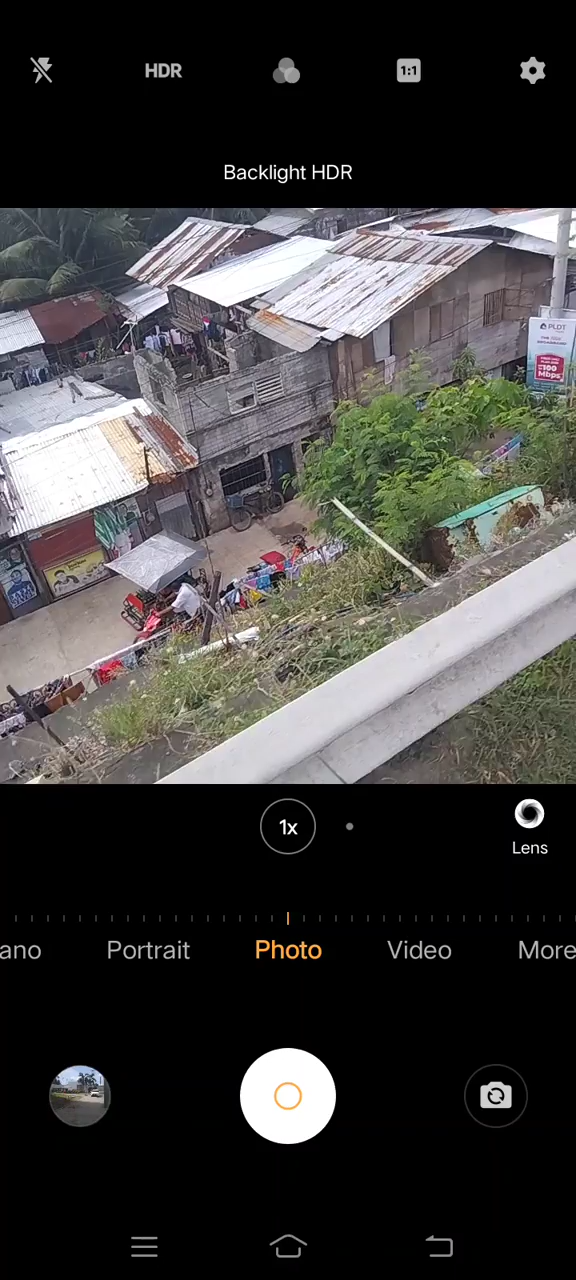 HDR
1:1
Backlight HDR
PLDT
100
Mbps
1x
Lens
ano
Portrait
Photo
Video
More